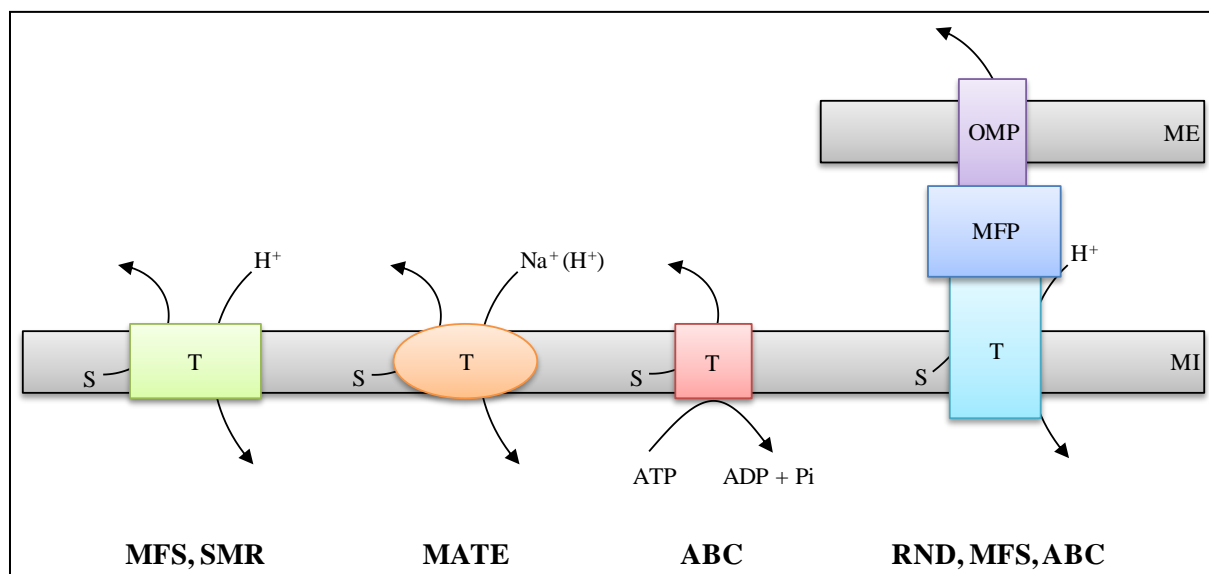 OMP
ME
MFP
H⁺
H⁺
Na⁺ (H⁺)
T
T
T
T
MI
S
S
S
S
ATP
ADP + Pi
MFS, SMR
MATE
ABC
RND, MFS, ABC